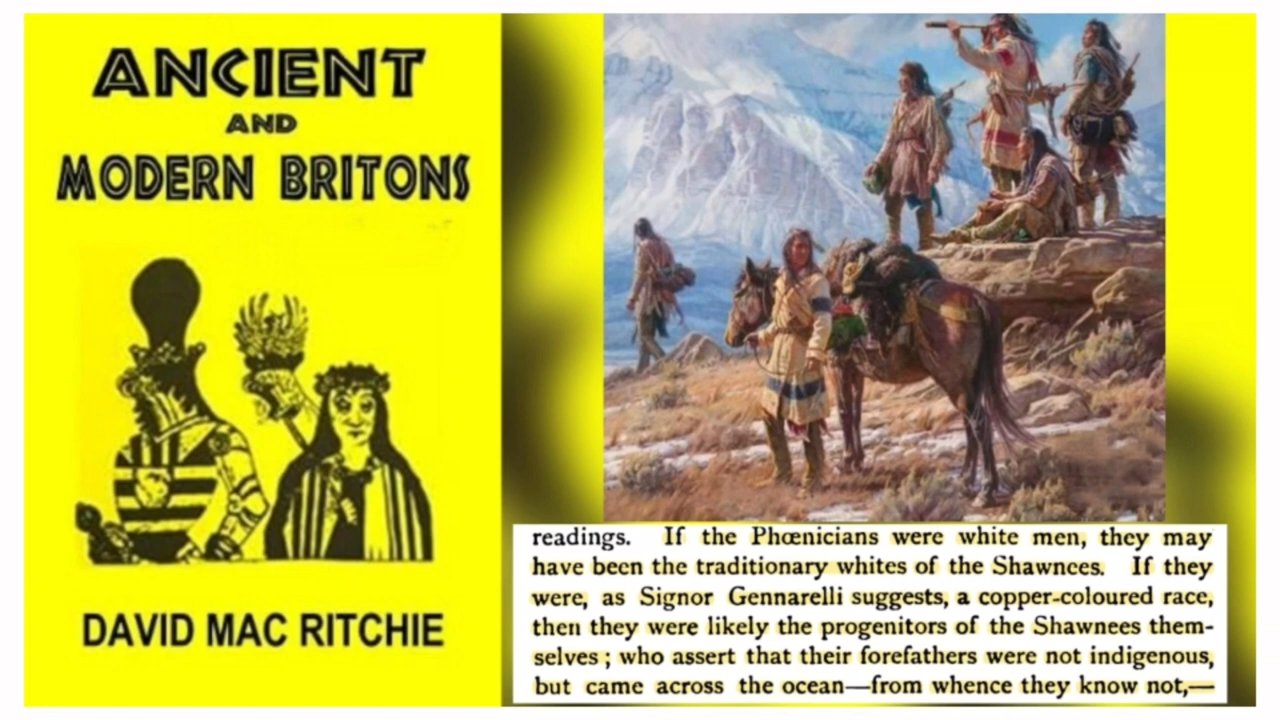 ANCIENT
AND
MODERN BRITONS
DAVID MAC RITCHIE
readings. If the Phœnicians were white men, they may
have been the traditionary whites of the Shawnees. If they
were, as Signor Gennarelli suggests, a copper-coloured race,
then they were likely the progenitors of the Shawnees them-
selves; who assert that their forefathers were not indigenous,
but came across the ocean—from whence they know not,—